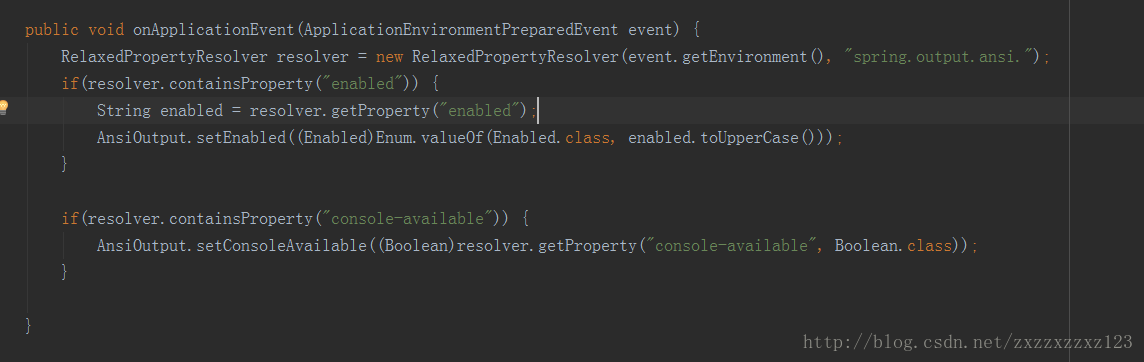 public void onApplicationEvent(ApplicationEnvironmentPreparedEvent event) {
RelaxedPropertyResolver resolver = new RelaxedPropertyResolver(event.getEnvironment(), "spring.output.ansi.");
if(resolver.containsProperty("enabled")) {
String enabled = resolver.getProperty("enabled");
AnsiOutput.setEnabled((Enabled)Enum.valueOf(Enabled.class, enabled.toUpperCase()));
}
if(resolver.containsProperty("console-available")) {
AnsiOutput.setConsoleAvailable((Boolean)resolver.getProperty("console-available", Boolean.class));
}
}
http://blog.csdn.net/zxzzxzzxz123